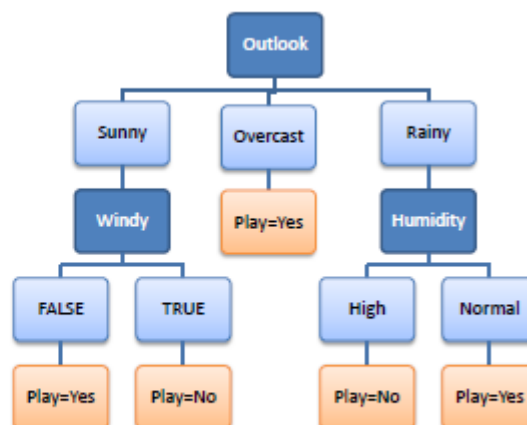 Outlook
Sunny
Overcast
Rainy
Windy
Play=Yes
Humidity
FALSE
TRUE
High
Normal
Play=Yes
Play=No
Play=No
Play=Yes